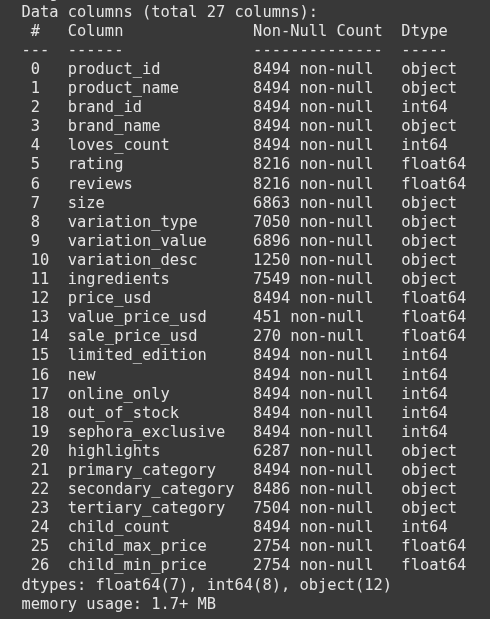 Data columns (total 27 columns):
 #   Column              Non-Null Count  Dtype
---  ------              --------------  -----
 0   product_id          8494 non-null   object
 1   product_name        8494 non-null   object
 2   brand_id            8494 non-null   int64
 3   brand_name          8494 non-null   object
 4   loves_count         8494 non-null   int64
 5   rating              8216 non-null   float64
 6   reviews             8216 non-null   float64
 7   size                6863 non-null   object
 8   variation_type      7050 non-null   object
 9   variation_value     6896 non-null   object
 10  variation_desc      1250 non-null   object
 11  ingredients         7549 non-null   object
 12  price_usd           8494 non-null   float64
 13  value_price_usd     451 non-null    float64
 14  sale_price_usd      270 non-null    float64
 15  limited_edition     8494 non-null   int64
 16  new                 8494 non-null   int64
 17  online_only         8494 non-null   int64
 18  out_of_stock        8494 non-null   int64
 19  sephora_exclusive   8494 non-null   int64
 20  highlights          6287 non-null   object
 21  primary_category    8494 non-null   object
 22  secondary_category  8486 non-null   object
 23  tertiary_category   7504 non-null   object
 24  child_count         8494 non-null   int64
 25  child_max_price     2754 non-null   float64
 26  child_min_price     2754 non-null   float64
dtypes: float64(7), int64(8), object(12)
memory usage: 1.7+ MB